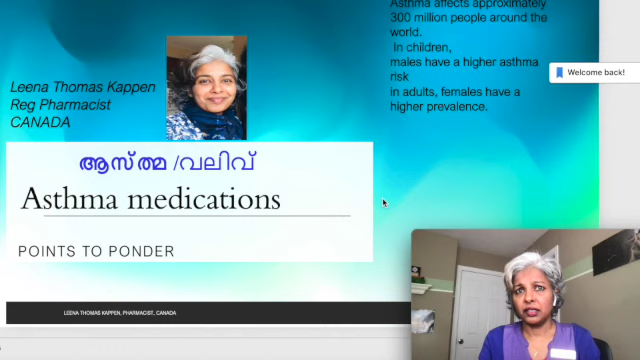 Asthma affects approximately
300 million people around the
world.
In children,
males have a higher asthma
risk
in adults, females have a
higher prevalence.
Welcome back!
Leena Thomas Kappen
Reg Pharmacist
CANADA
ആസ്ത്മ /വലിവ്
Asthma medications
POINTS TO PONDER
LEENA THOMAS KAPPEN, PHARMACIST, CANADA